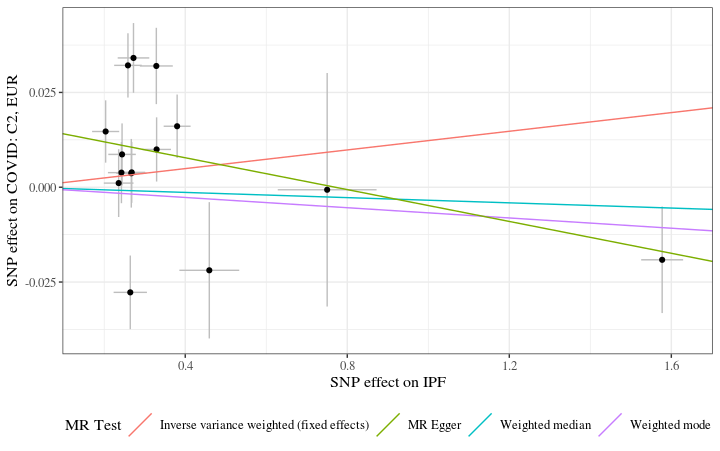 SNP effect on COVID: C2, EUR
0.025
0.000
-0.025
0.4
0.8
1.2
1.6
SNP effect on IPF
MR Test
Inverse variance weighted (fixed effects)
MR Egger
Weighted median
Weighted mode